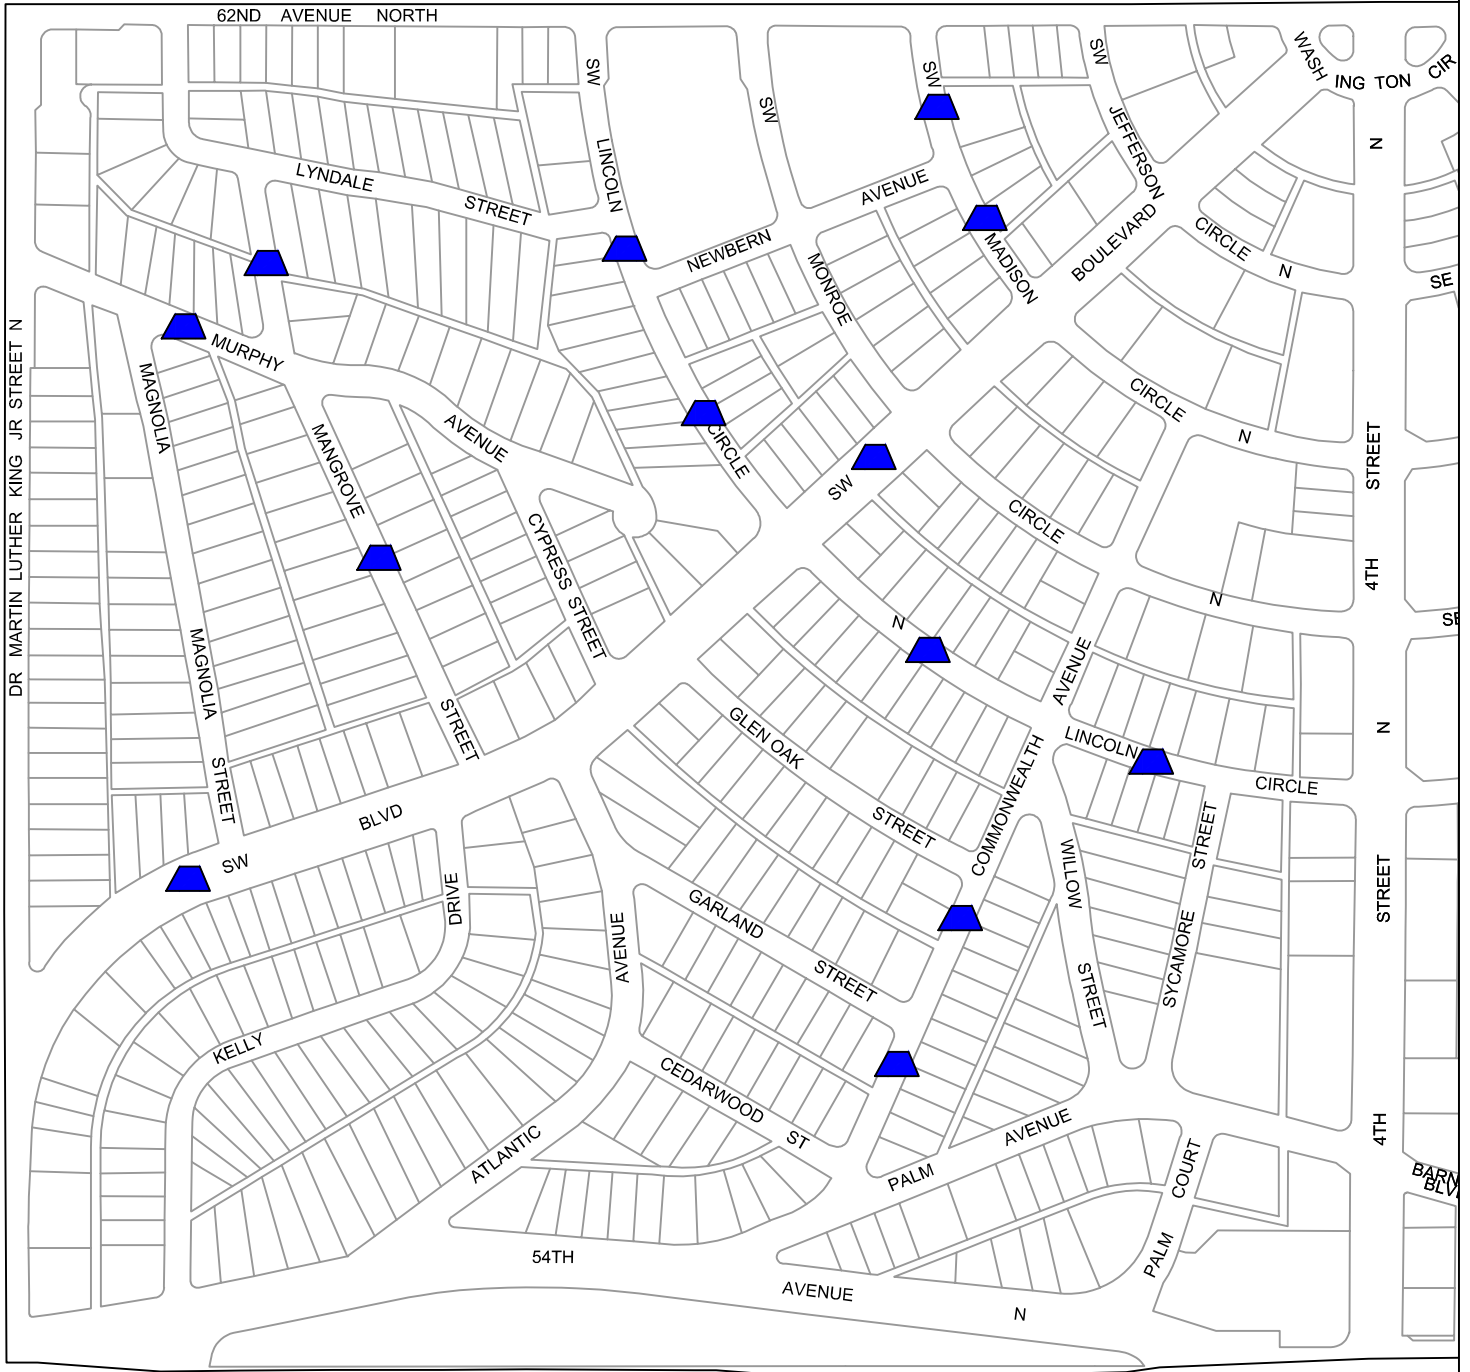 62ND AVENUE NORTH
SW
SW
SW
SW
WASH
ING TON
CIR
LINCOLN
JEFFERSON
N
LYNDALE
STREET
AVENUE
NEWBERN
MADISON
BOULEVARD
CIRCLE
N
SE
MONROE
MURPHY
AVENUE
DR MARTIN LUTHER KING JR STREET N
MAGNOLIA
MANGROVE
CIRCLE
CIRCLE
N
STREET
SW
CIRCLE
CYPRESS STREET
4TH
N
SE
N
MAGNOLIA
STREET
AVENUE
STREET
GLEN OAK
STREET
LINCOLN
CIRCLE
N
COMMONWEALTH
BLVD
SW
WILLOW
STREET
STREET
DRIVE
GARLAND
STREET
AVENUE
STREET
SYCAMORE
KELLY
CEDARWOOD
ST
ATLANTIC
AVENUE
PALM
4TH
COURT
PALM
BARN
BLV
54TH
AVENUE
N